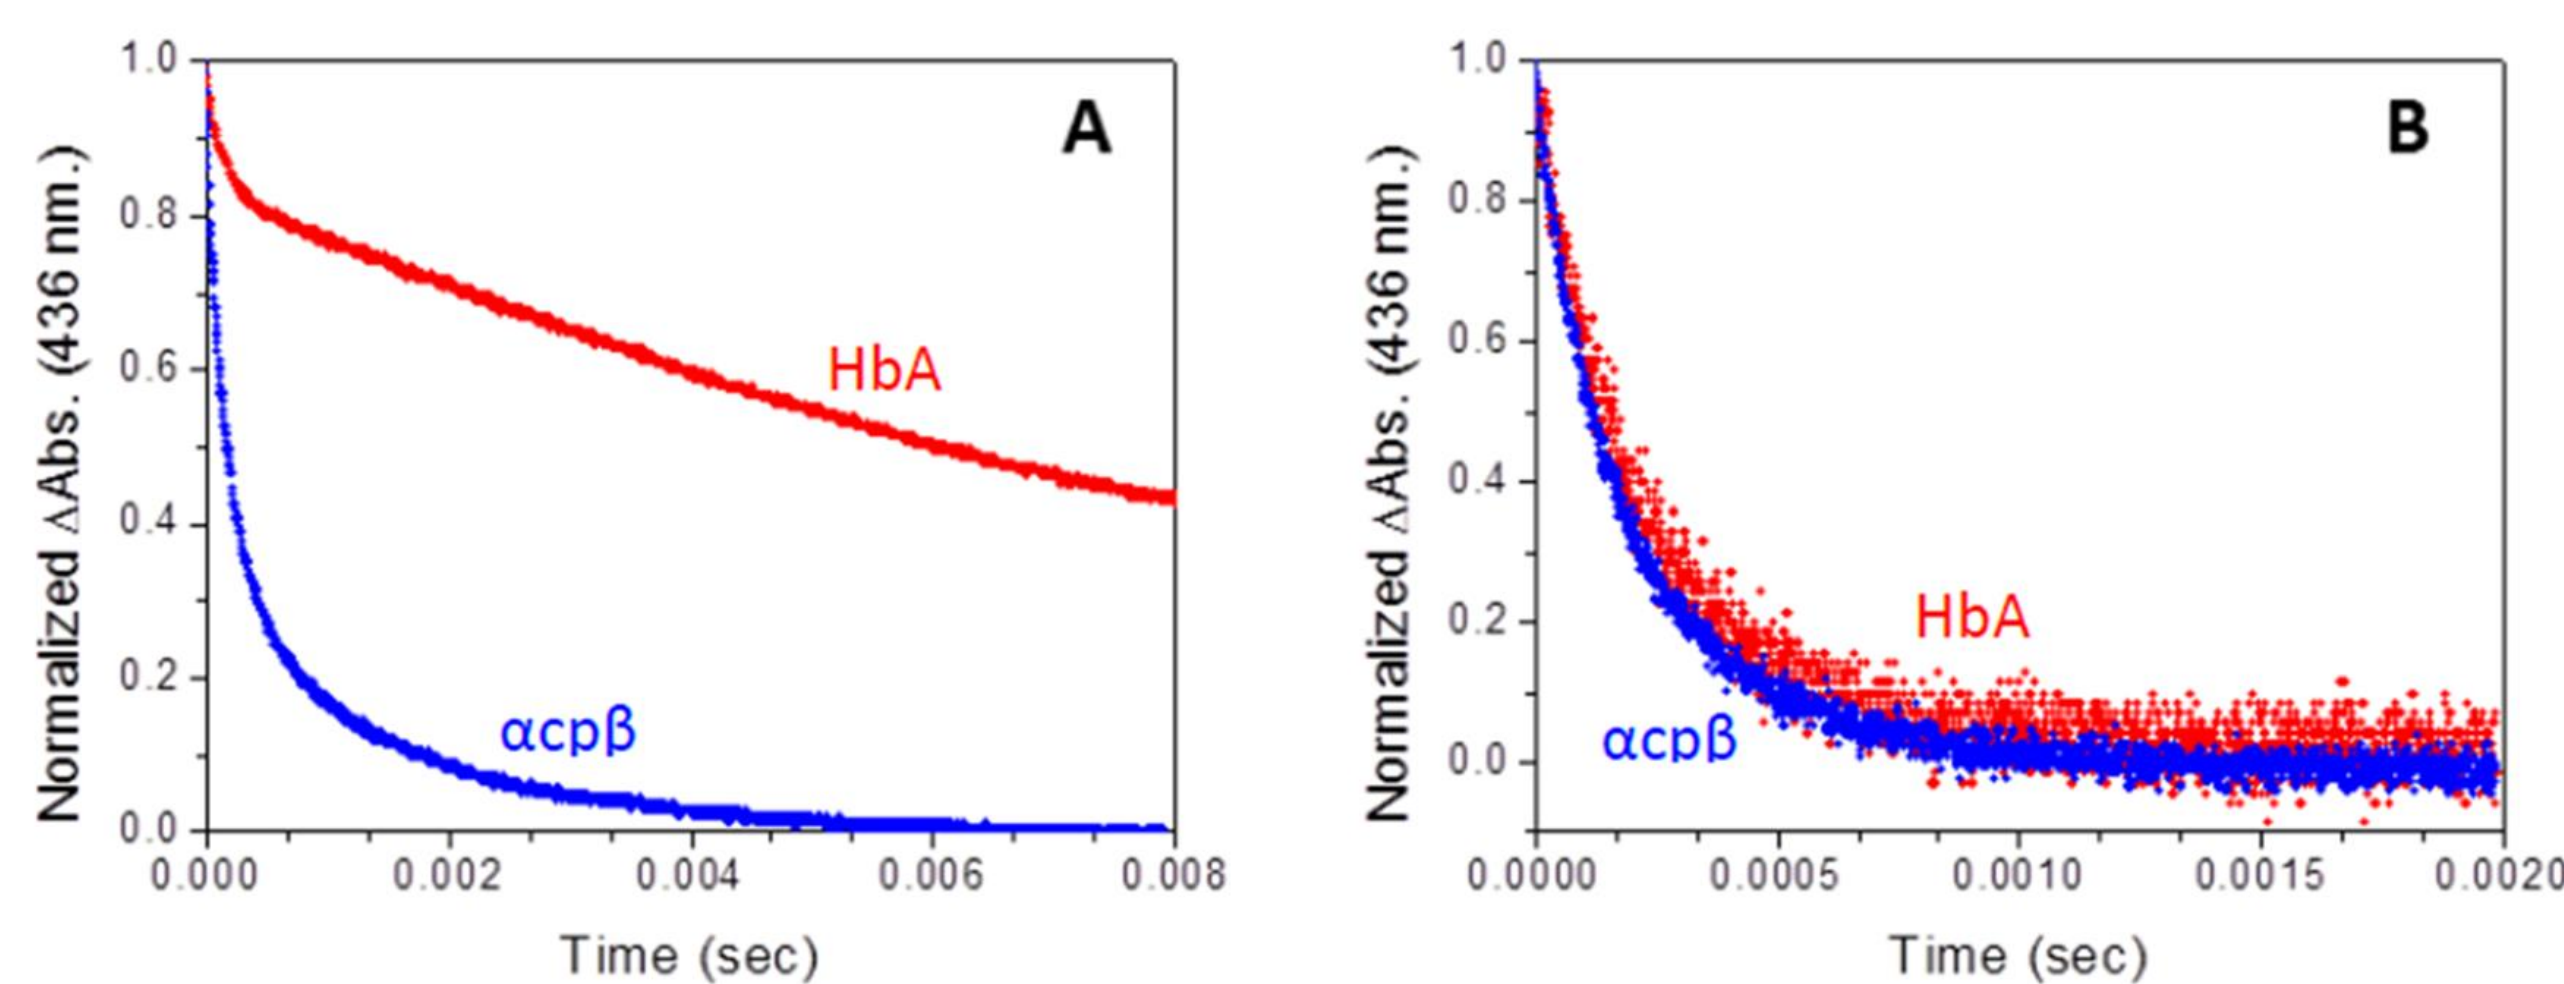 A
Normalized ΔAbs. (436 nm.)
1.0
0.8
0.6
0.4
0.2
0.0
HbA
αcpβ
0.000 0.002 0.004 0.006 0.008
Time (sec)
B
Normalized ΔAbs. (436 nm.)
1.0
0.8
0.6
0.4
0.2
0.0
HbA
αcpβ
0.0000 0.0005 0.0010 0.0015 0.0020
Time (sec)